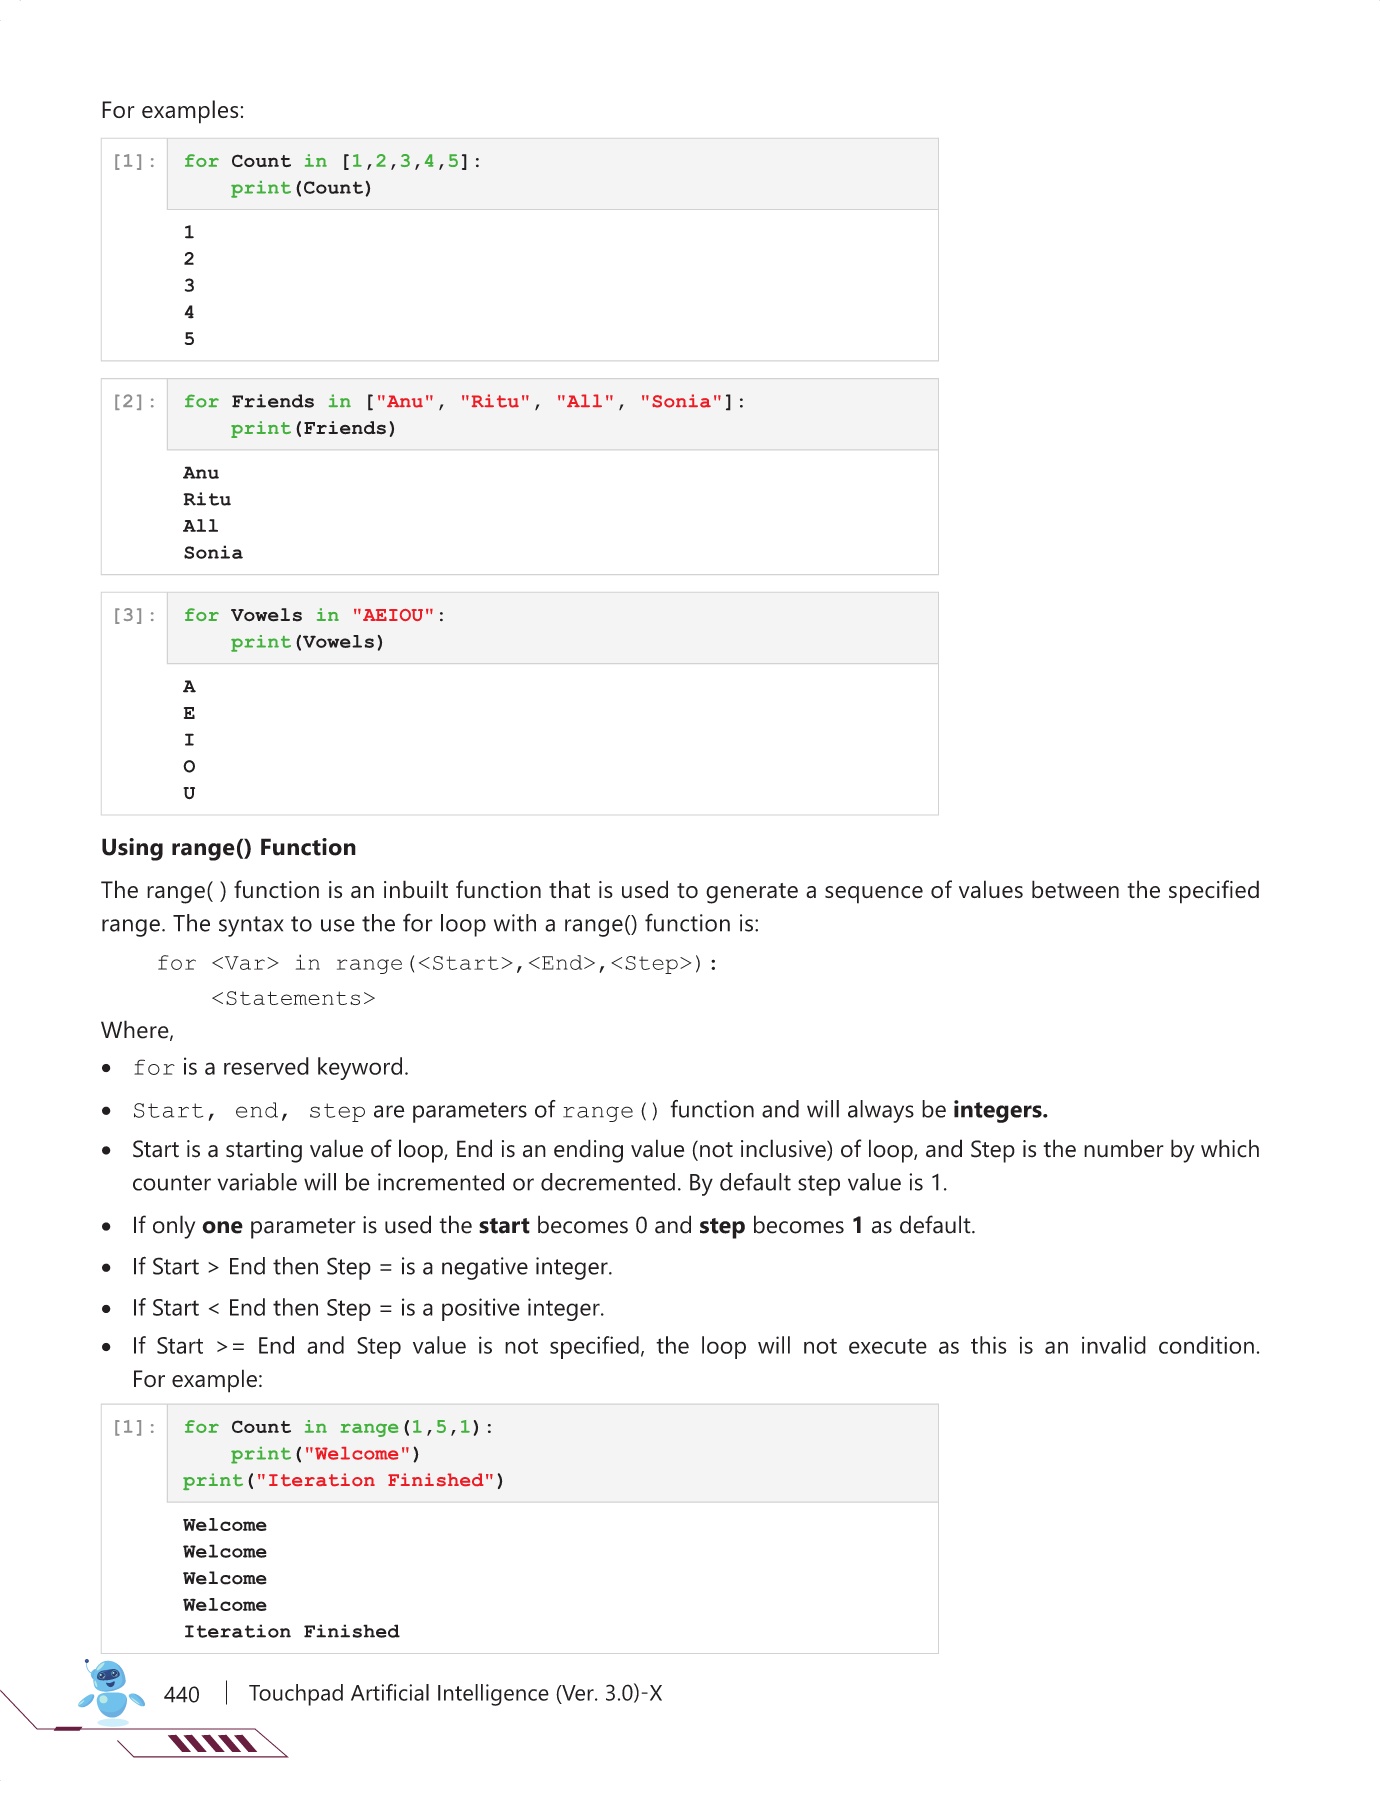 For examples:
[1]: for Count in [1,2,3,4,5]:
    print(Count)
1
2
3
4
5
[2]: for Friends in ["Anu", "Ritu", "All", "Sonia"]:
    print(Friends)
Anu
Ritu
All
Sonia
[3]: for Vowels in "AEIOU":
    print(Vowels)
A
E
I
O
U
Using range() Function
The range( ) function is an inbuilt function that is used to generate a sequence of values between the specified
range. The syntax to use the for loop with a range() function is:
for <Var> in range(<Start>,<End>,<Step>):
    <Statements>
Where,
• for is a reserved keyword.
• Start, end, step are parameters of range() function and will always be integers.
• Start is a starting value of loop, End is an ending value (not inclusive) of loop, and Step is the number by which
counter variable will be incremented or decremented. By default step value is 1.
• If only one parameter is used the start becomes 0 and step becomes 1 as default.
• If Start > End then Step = is a negative integer.
• If Start < End then Step = is a positive integer.
• If Start >= End and Step value is not specified, the loop will not execute as this is an invalid condition.
For example:
[1]: for Count in range(1,5,1):
    print("Welcome")
print("Iteration Finished")
Welcome
Welcome
Welcome
Welcome
Iteration Finished
440 | Touchpad Artificial Intelligence (Ver. 3.0)-X